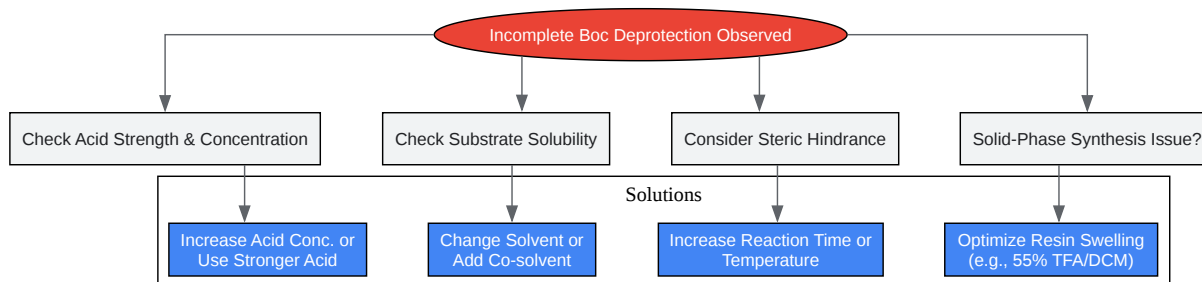 Incomplete Boc Deprotection Observed
Check Acid Strength & Concentration
Check Substrate Solubility
Consider Steric Hindrance
Solid-Phase Synthesis Issue?
Solutions
Increase Acid Conc. or
Use Stronger Acid
Change Solvent or
Add Co-solvent
Increase Reaction Time or
Temperature
Optimize Resin Swelling
(e.g., 55% TFA/DCM)